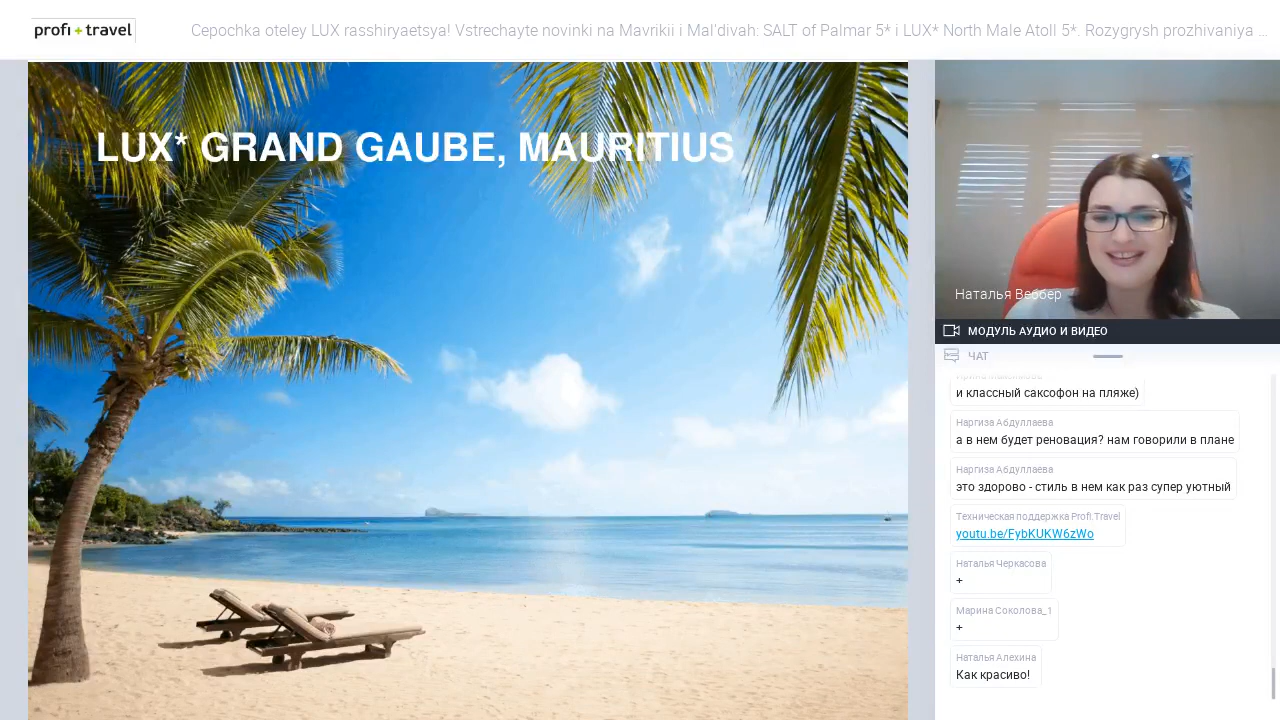 profi + travel
Cepochka oteley LUX rasshiryaetsya! Vstrechayte novinki na Mavrikii i Mal'divah: SALT of Palmar 5* i LUX* North Male Atoll 5*. Rozygrysh prozhivaniya ...
LUX* GRAND GAUBE, MAURITIUS
Наталья Веббер
МОДУЛЬ АУДИО И ВИДЕО
ЧАТ
и классный саксофон на пляже)
Наргиза Абдуллаева
а в нем будет реновация? нам говорили в плане
Наргиза Абдуллаева
это здорово - стиль в нем как раз супер уютный
Техническая поддержка Profi.Travel
youtu.be/FybKUKW6zWo
Наталья Черкасова
+
Марина Соколова_1
+
Наталья Алехина
Как красиво!